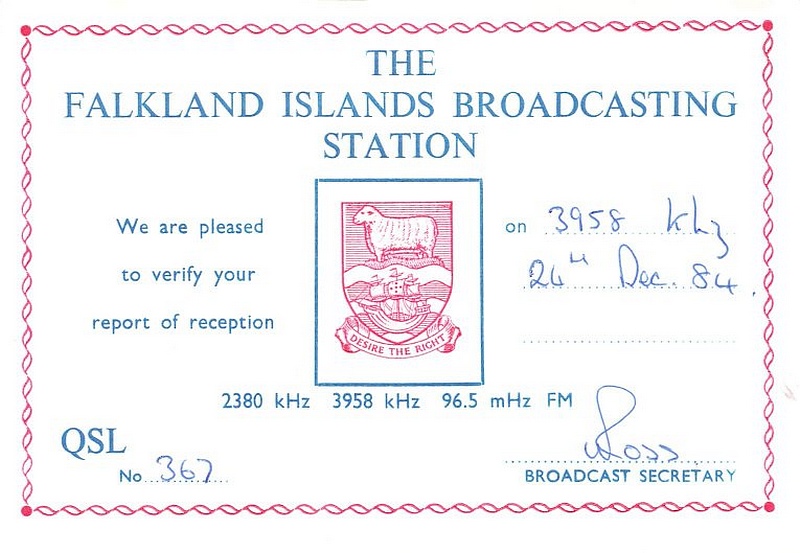 THE
FALKLAND ISLANDS BROADCASTING
STATION
We are pleased
to verify your
report of reception
on 3958 kHz
24th Dec. 84.
DESIRE THE RIGHT
2380 kHz 3958 kHz 96.5 mHz FM
QSL
No 367
BROADCAST SECRETARY